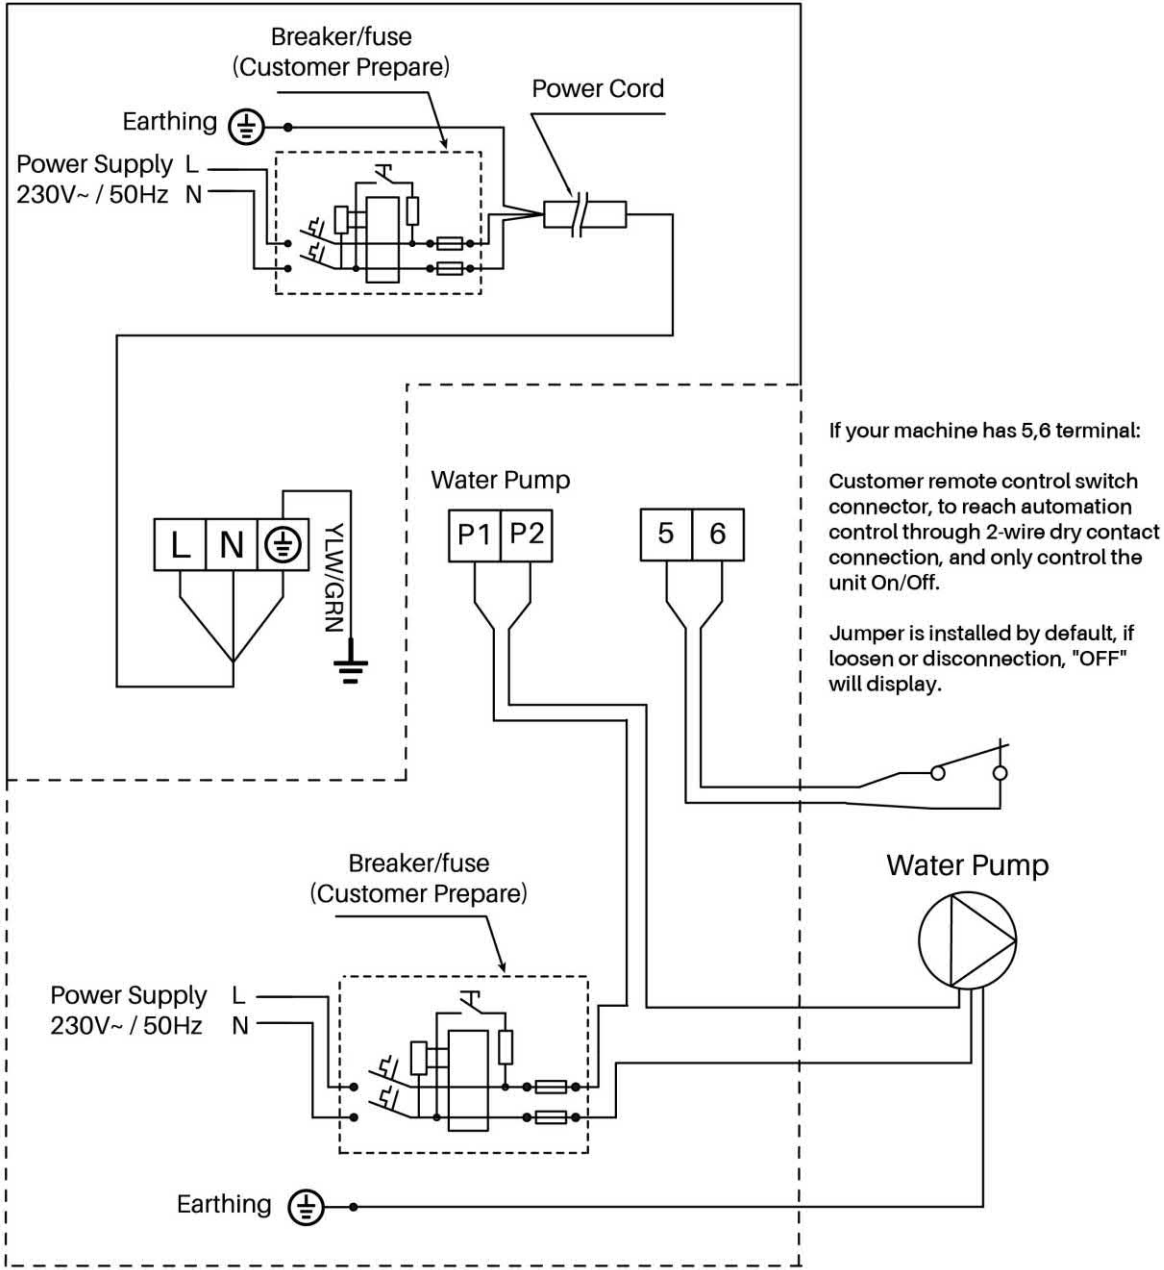 Breaker/fuse
(Customer Prepare)
Power Cord
Earthing
Power Supply L
230V~ / 50Hz N
Water Pump
L N
YLW/GRN
P1 P2
5 6
If your machine has 5,6 terminal:
Customer remote control switch
connector, to reach automation
control through 2-wire dry contact
connection, and only control the
unit On/Off.
Jumper is installed by default, if
loosen or disconnection, "OFF"
will display.
Breaker/fuse
(Customer Prepare)
Water Pump
Power Supply L
230V~ / 50Hz N
Earthing